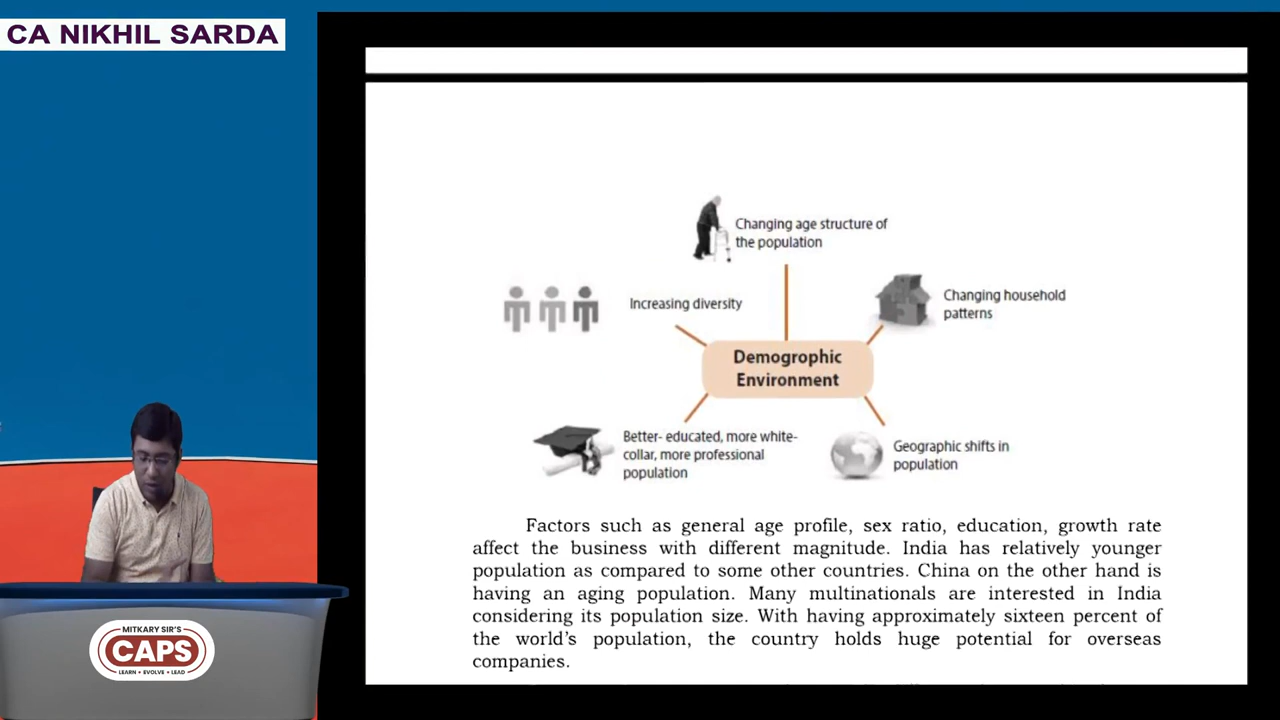 CA NIKHIL SARDA
Changing age structure of
the population
Increasing diversity
Changing household
patterns
Demographic
Environment
Better- educated, more white-
collar, more professional
population
Geographic shifts in
population
Factors such as general age profile, sex ratio, education, growth rate
affect the business with different magnitude. India has relatively younger
population as compared to some other countries. China on the other hand is
having an aging population. Many multinationals are interested in India
considering its population size. With having approximately sixteen percent of
the world's population, the country holds huge potential for overseas
companies.
MITKARY SIR'S
CAPS
LEARN • EVOLVE • LEAD